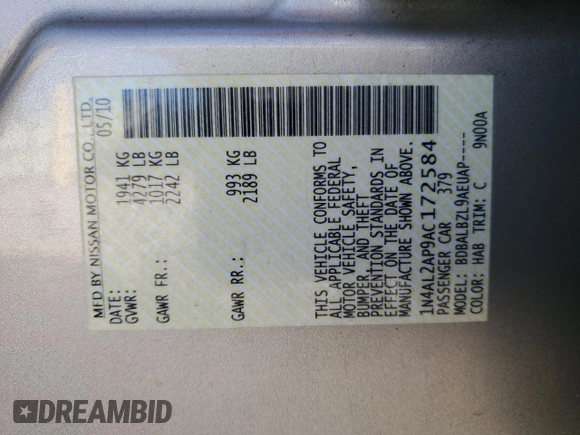 MFD BY NISSAN MOTOR CO., LTD.
DATE: 05/10
GVWR: 1941 KG
4279 LB
GAWR FR.: 1017 KG
2242 LB
GAWR RR.: 993 KG
2189 LB
THIS VEHICLE CONFORMS TO
ALL APPLICABLE FEDERAL
MOTOR VEHICLE SAFETY,
BUMPER, AND THEFT
PREVENTION STANDARDS IN
EFFECT ON THE DATE OF
MANUFACTURE SHOWN ABOVE.
1N4AL2AP9AC172584
PASSENGER CAR 379
MODEL: BDBALBZL9AEUAP----
COLOR: HAB TRIM: C 9N00A
DREAMBID